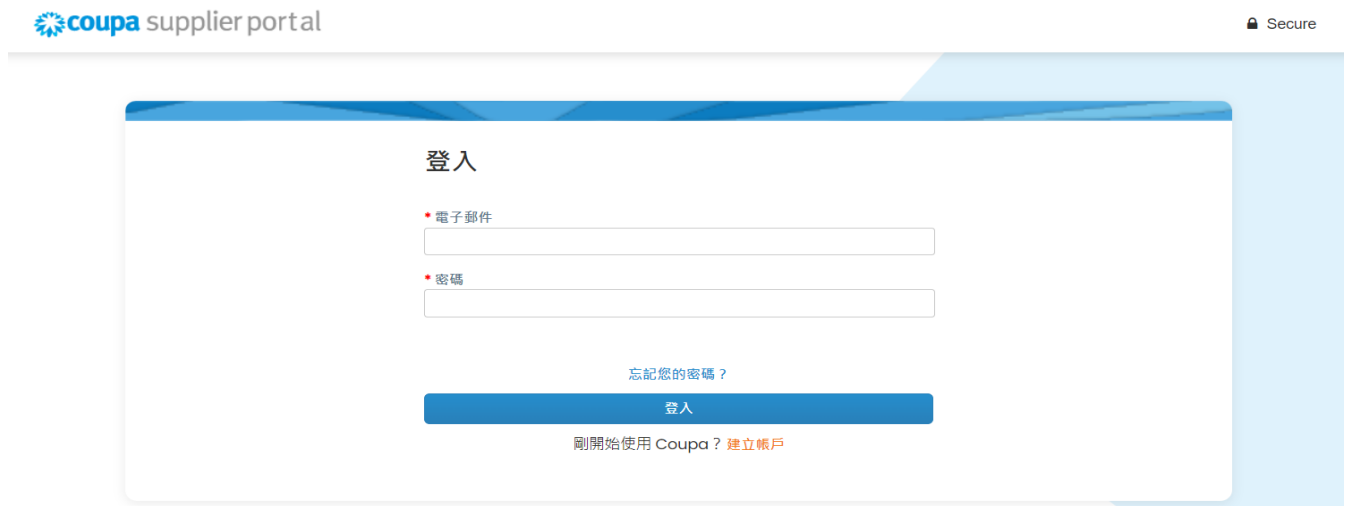 coupa supplier portal
Secure
登入
* 電子郵件
* 密碼
忘記您的密碼？
登入
剛開始使用 Coupa？建立帳戶